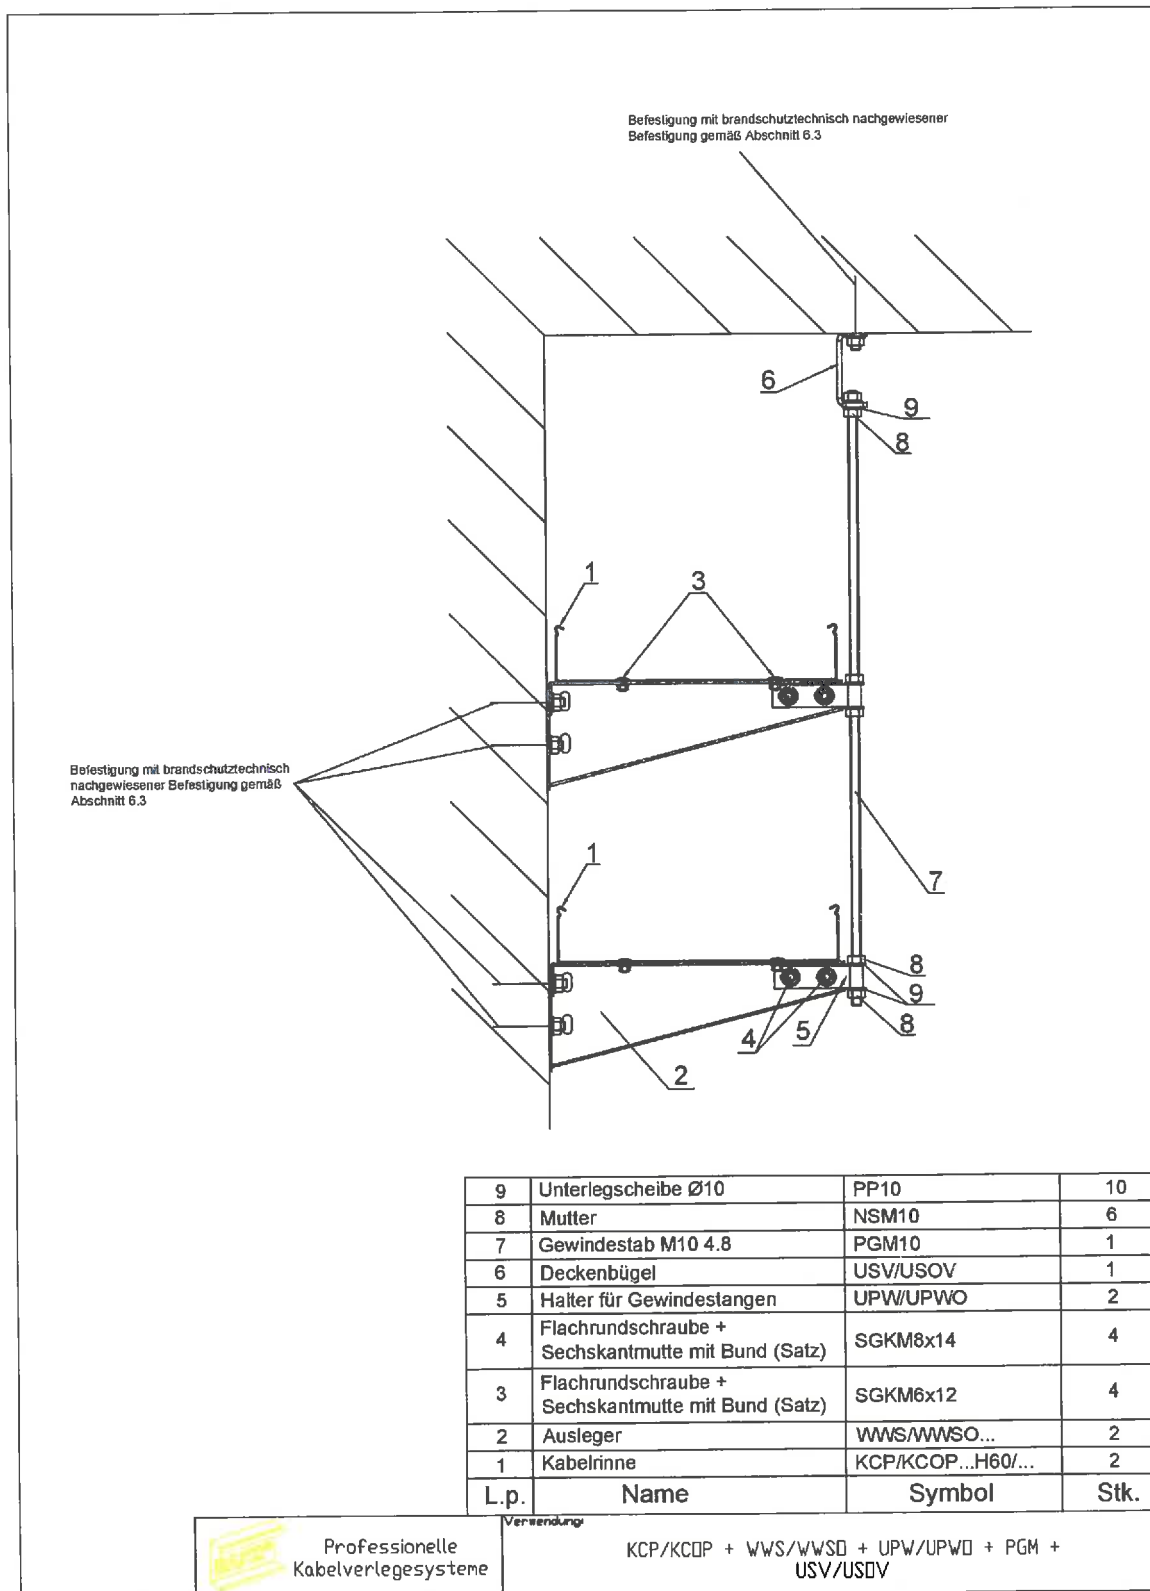 Befestigung mit brandschutztechnisch nachgewiesener
Befestigung gemäß Abschnitt 6.3
6
9
8
1
3
Befestigung mit brandschutztechnisch
nachgewiesener Befestigung gemäß
Abschnitt 6.3
1
7
8
9
8
4
5
2
9 Unterlegscheibe Ø10 PP10 10
8 Mutter NSM10 6
7 Gewindestab M10 4.8 PGM10 1
6 Deckenbügel USV/USOV 1
5 Halter für Gewindestangen UPW/UPWO 2
4 Flachrundschraube +
Sechskantmutte mit Bund (Satz) SGKM8x14 4
3 Flachrundschraube +
Sechskantmutte mit Bund (Satz) SGKM6x12 4
2 Ausleger WWS/WWSO... 2
1 Kabelrinne KCP/KCOP...H60/... 2
L.p. Name Symbol Stk.
Professionelle
Kabelverlegesysteme
Verwendung:
KCP/KCOP + WWS/WWSO + UPW/UPWO + PGM +
USV/USOV